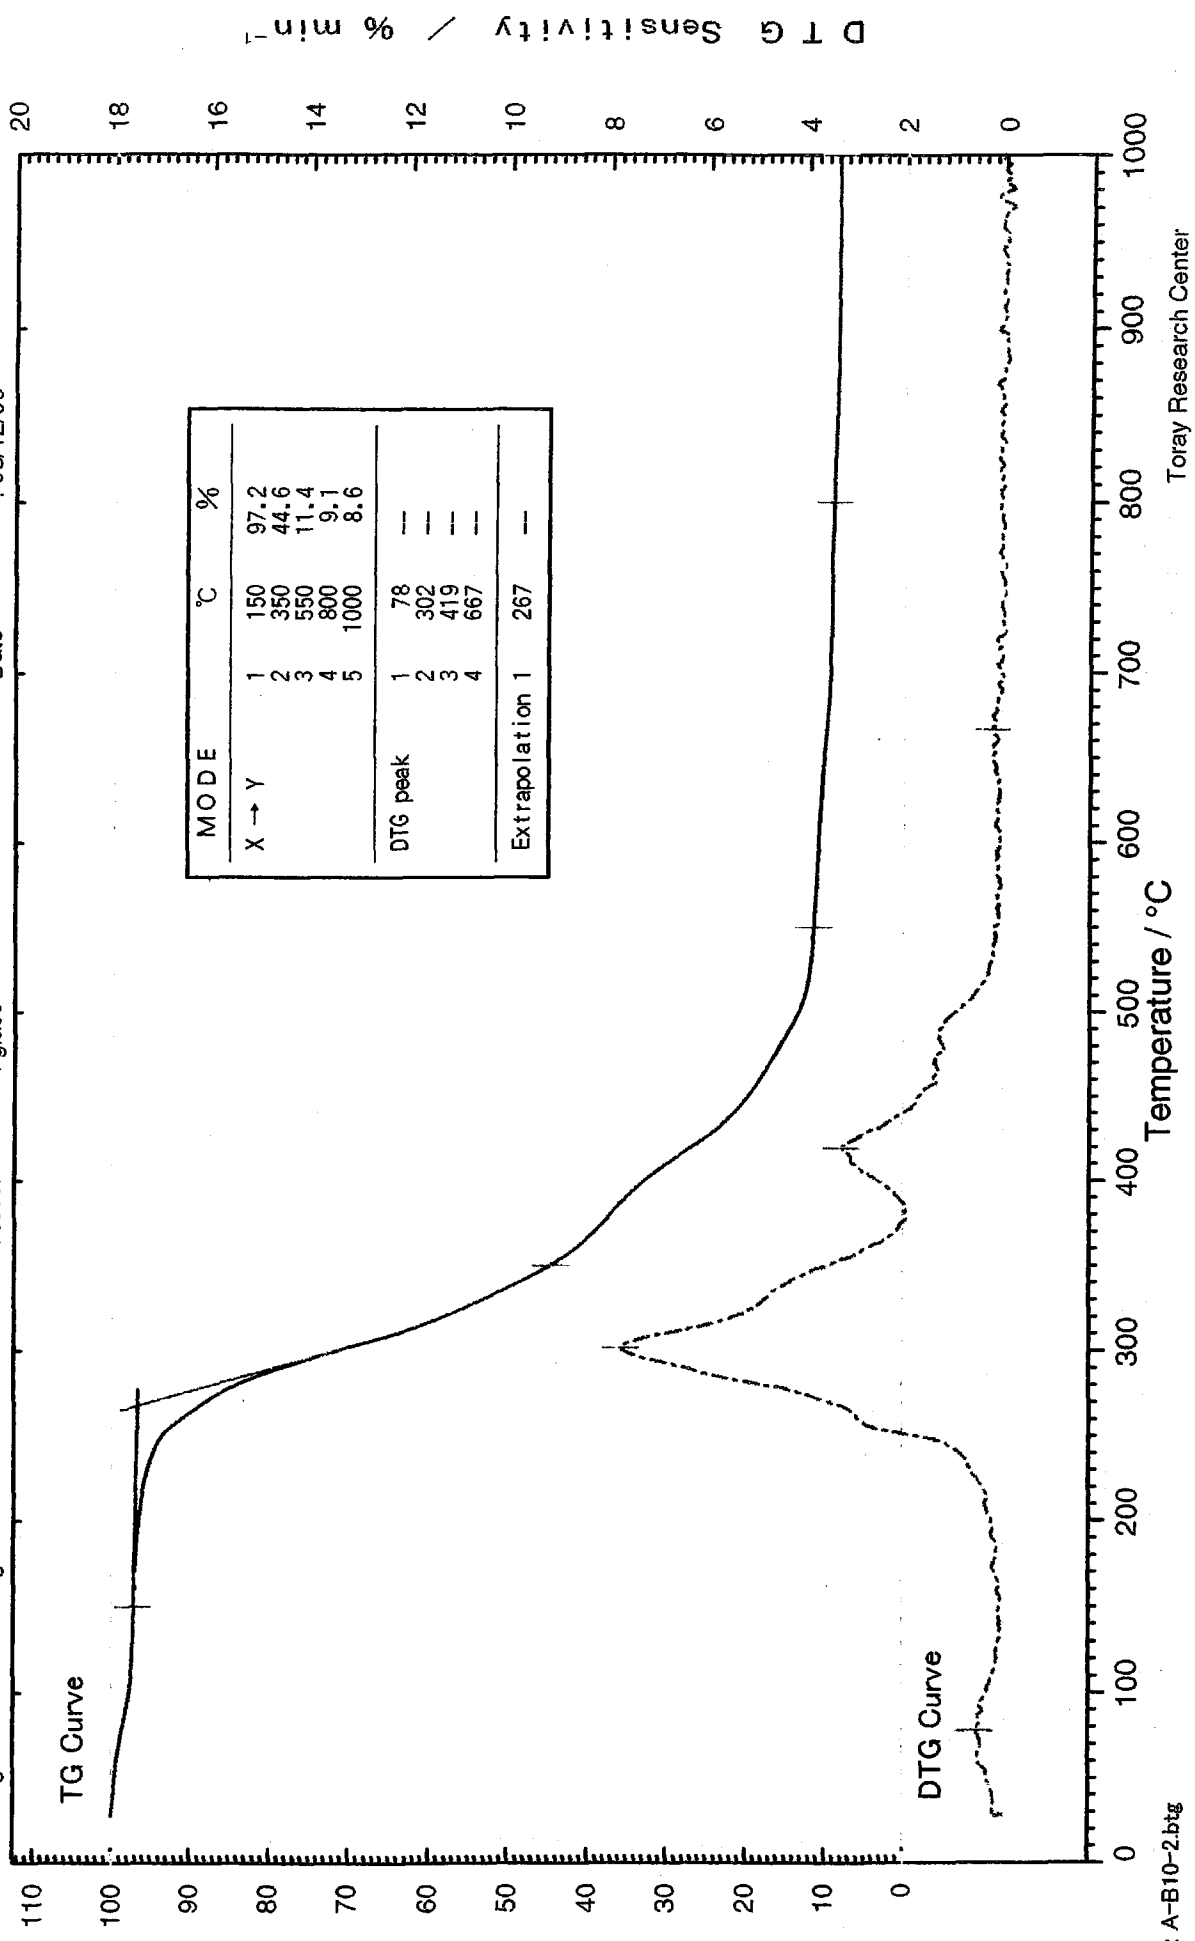 TG Curve
DTG Curve
MODE ℃ %
X → Y 1 150 97.2
2 350 44.6
3 550 11.4
4 800 9.1
5 1000 8.6
DTG peak 1 78 --
2 302 --
3 419 --
4 667 --
Extrapolation 1 267 --
110
100
90
80
70
60
50
40
30
20
10
0
20
18
16
14
12
10
8
6
4
2
0
DTG Sensitivity / % min⁻¹
0 100 200 300 400 500 600 700 800 900 1000
Temperature / °C
: A-B10-2.btg
Toray Research Center